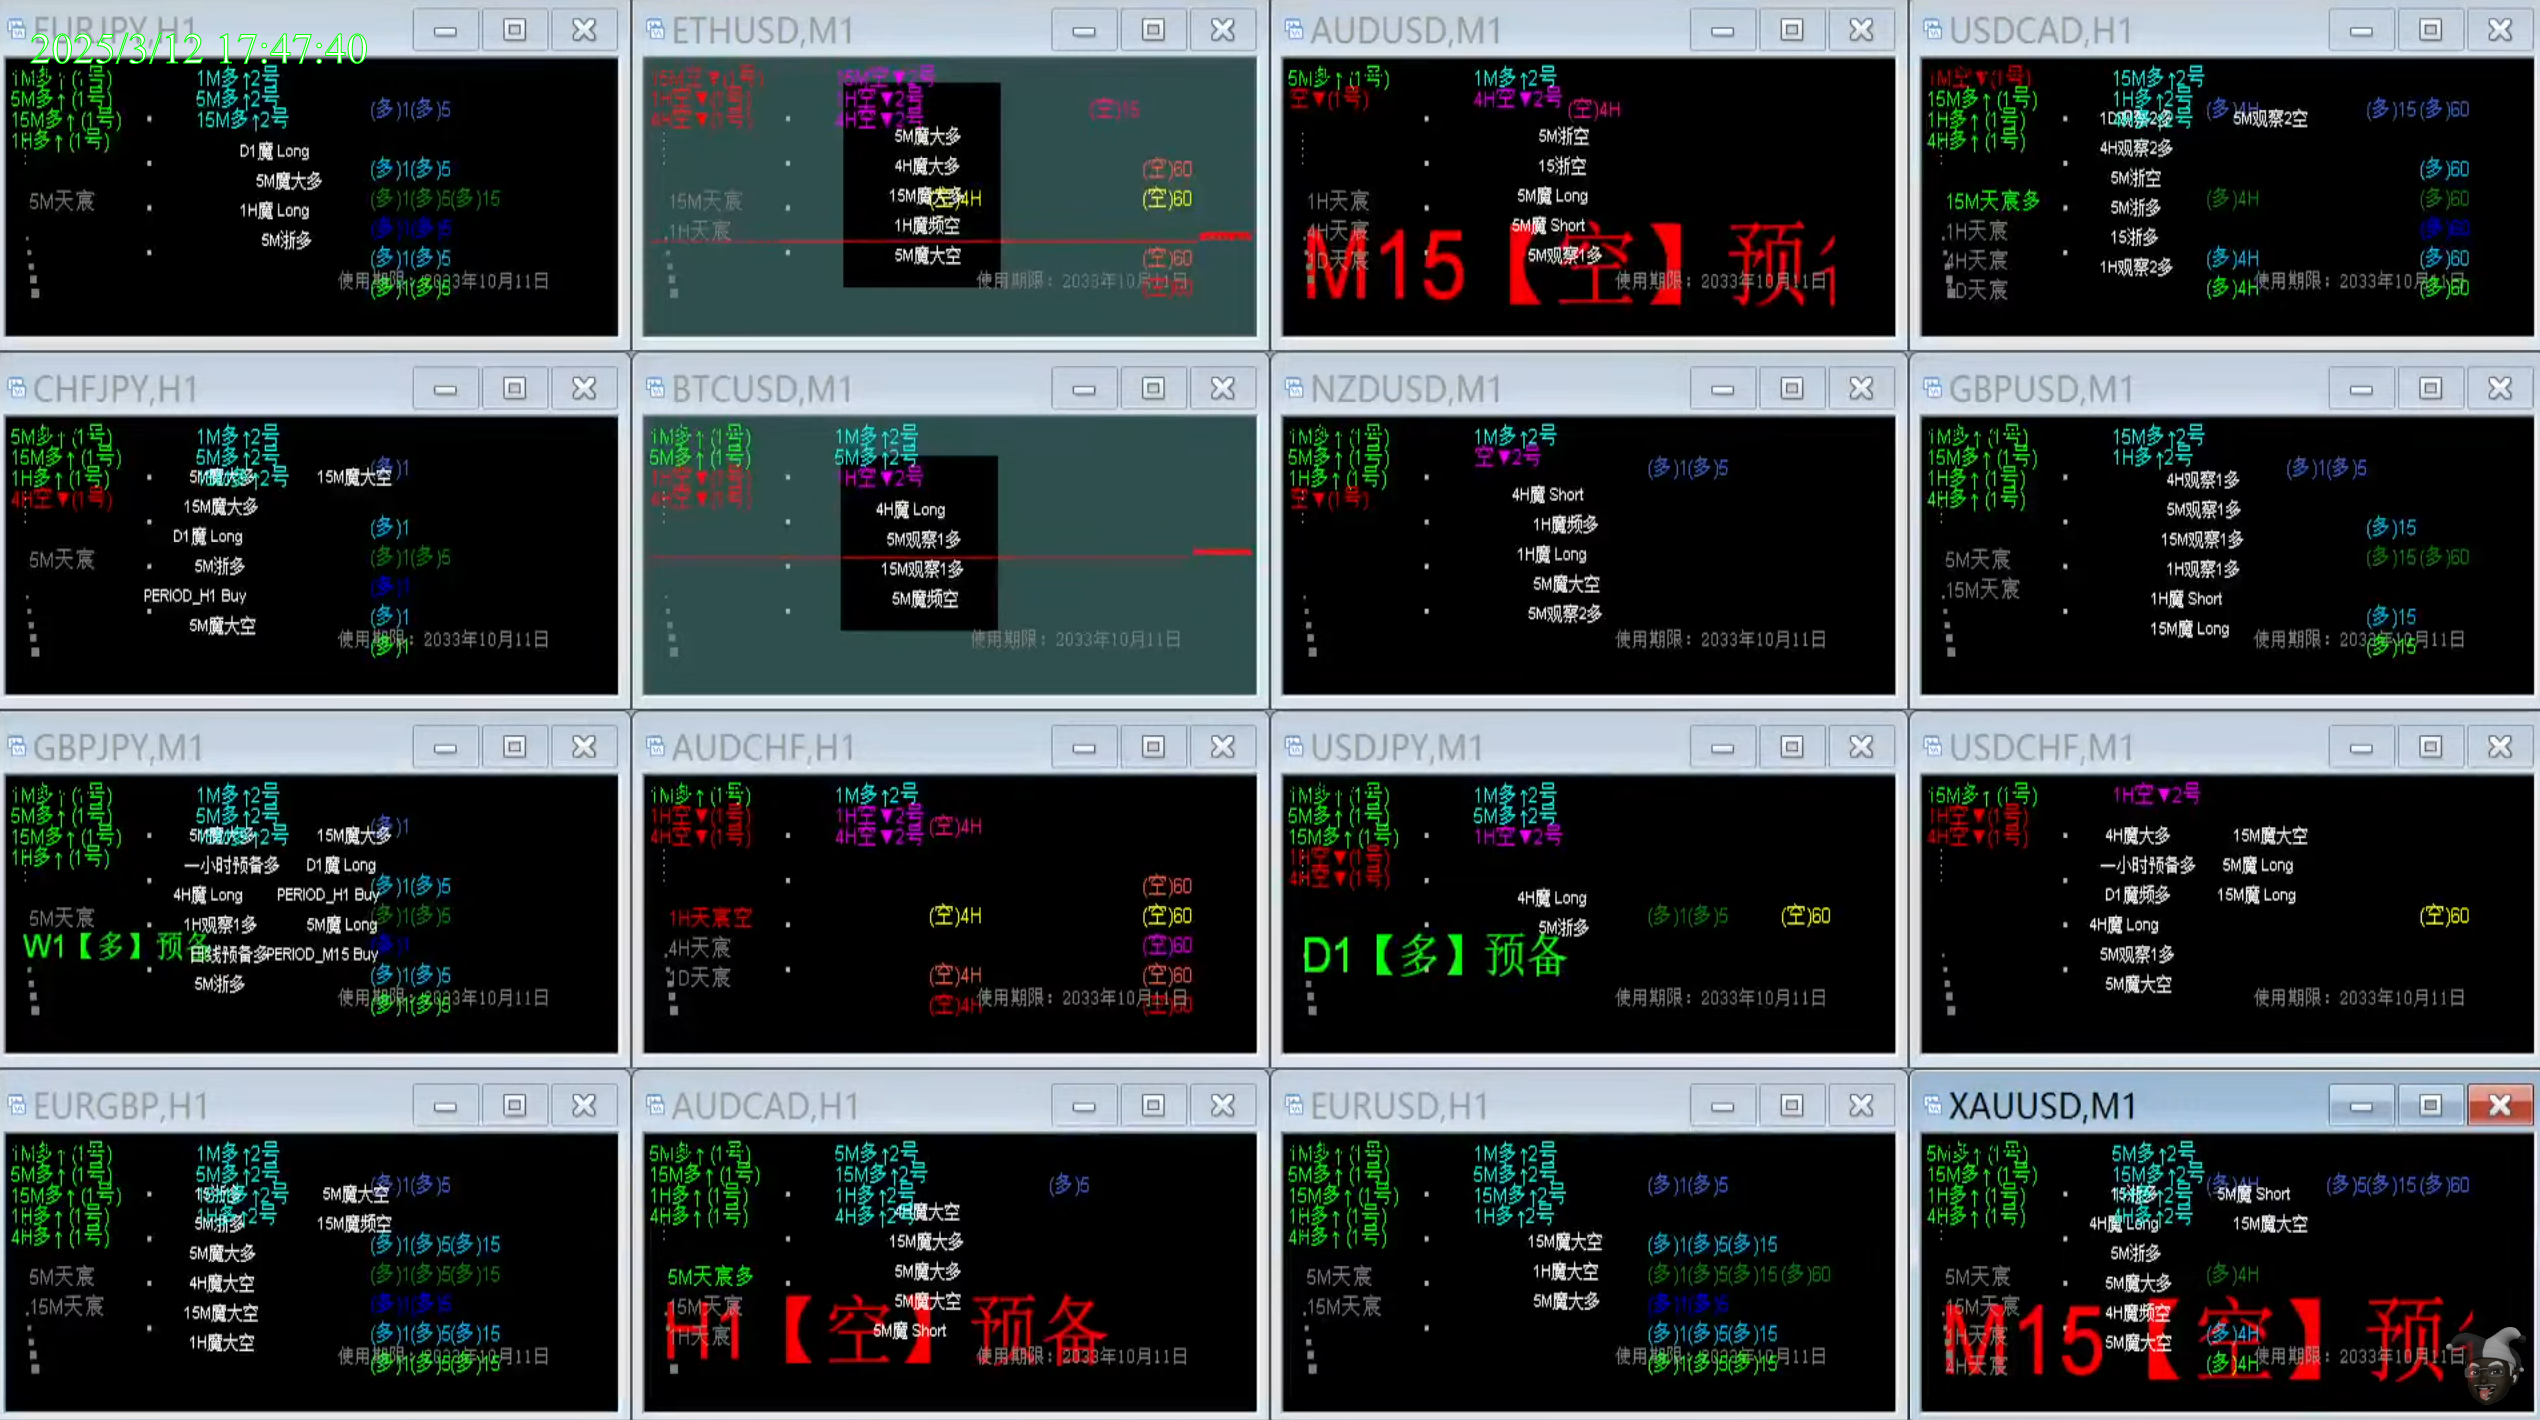 EURJPY,H1
2025/3/12 17:47:40
1M多↑(1号) 1M多↑2号
5M多↑(1号) 5M多↑2号 (多)1(多)5
15M多↑(1号) 15M多↑2号
1H多↑(1号)
D1魔 Long
(多)1(多)5
5M魔大多
5M天宸 (多)1(多)5(多)15
1H魔 Long
(多)1(多)5
5M浙多
(多)1(多)5
使用期限：2033年10月11日
(多)1(多)5
ETHUSD,M1
15M空▼(1号) 15M空▼2号
1H空▼(1号) 1H空▼2号 (空)15
4H空▼(1号) 4H空▼2号
5M魔大多
4H魔大多 (空)60
15M天宸 15M魔大多 (空)4H (空)60
1H天宸 1H魔频空
5M魔大空 (空)60
使用期限：2033年10月11日
(空)60
AUDUSD,M1
5M多↑(1号) 1M多↑2号
空▼(1号) 4H空▼2号 (空)4H
5M浙空
15浙空
1H天宸 5M魔 Long
4H天宸 5M魔 Short
1D天宸 5M观察1多
M15【空】预
使用期限：2033年10月11日
USDCAD,H1
1M空▼(1号) 15M多↑2号
15M多↑(1号) 1H多↑2号 (多)4H (多)15(多)60
1H多↑(1号) 5M观察2空
4H多↑(1号) 4H观察2多
5M浙空 (多)60
15M天宸多 5M浙多 (多)4H (多)60
1H天宸 15浙多 (多)60
4H天宸 1H观察2多 (多)4H (多)60
1D天宸 (多)4H 使用期限：2033年10月11日 (多)60
CHFJPY,H1
5M多↑(1号) 1M多↑2号
15M多↑(1号) 5M多↑2号 (多)1
1H多↑(1号) 5M魔大多 15M魔大空
4H空▼(1号) 15M魔大多
D1魔 Long (多)1
5M天宸 5M浙多 (多)1(多)5
PERIOD_H1 Buy (多)1
5M魔大空 (多)1
使用期限：2033年10月11日
(多)1
BTCUSD,M1
1M多↑(1号) 1M多↑2号
5M多↑(1号) 5M多↑2号
1H空▼(1号) 1H空▼2号
4H空▼(1号)
4H魔 Long
5M观察1多
15M观察1多
5M魔频空
使用期限：2033年10月11日
NZDUSD,M1
1M多↑(1号) 1M多↑2号
5M多↑(1号) 空▼2号 (多)1(多)5
1H多↑(1号)
空▼(1号) 4H魔 Short
1H魔频多
1H魔 Long
5M魔大空
5M观察2多
使用期限：2033年10月11日
GBPUSD,M1
1M多↑(1号) 15M多↑2号
15M多↑(1号) 1H多↑2号 (多)1(多)5
1H多↑(1号) 4H观察1多
4H多↑(1号) 5M观察1多
15M观察1多 (多)15
5M天宸 1H观察1多 (多)15(多)60
15M天宸 1H魔 Short
15M魔 Long (多)15
使用期限：2033年10月11日
(多)15
GBPJPY,M1
1M多↑(1号) 1M多↑2号
5M多↑(1号) 5M多↑2号 (多)1
15M多↑(1号) 5M魔大多 15M魔大多
1H多↑(1号) 一小时预备多 D1魔 Long
4H魔 Long PERIOD_H1 Buy (多)1(多)5
5M天宸 1H观察1多 5M魔 Long (多)1(多)5
W1【多】预备 日线预备多 PERIOD_M15 Buy (多)1
5M浙多 (多)1(多)5
使用期限：2033年10月11日
(多)1(多)5
AUDCHF,H1
1M多↑(1号) 1M多↑2号
1H空▼(1号) 1H空▼2号 (空)4H
4H空▼(1号) 4H空▼2号
(空)60
1H天宸空 (空)4H (空)60
4H天宸 (空)60
1D天宸 (空)4H (空)60
(空)4H 使用期限：2033年10月11日 (空)60
USDJPY,M1
1M多↑(1号) 1M多↑2号
5M多↑(1号) 5M多↑2号
15M多↑(1号) 1H空▼2号
1H空▼(1号)
4H空▼(1号) 4H魔 Long
5M浙多 (多)1(多)5 (空)60
D1【多】预备
使用期限：2033年10月11日
USDCHF,M1
15M多↑(1号) 1H空▼2号
1H空▼(1号)
4H空▼(1号) 4H魔大多 15M魔大空
一小时预备多 5M魔 Long
D1魔频多 15M魔 Long
4H魔 Long (空)60
5M观察1多
5M魔大空
使用期限：2033年10月11日
EURGBP,H1
1M多↑(1号) 1M多↑2号
5M多↑(1号) 5M多↑2号 (多)1(多)5
15M多↑(1号) 15浙多 5M魔大空
1H多↑(1号) 1H多↑2号
4H多↑(1号) 5M浙多 15M魔频空
5M魔大多 (多)1(多)5(多)15
5M天宸 4H魔大空 (多)1(多)5(多)15
15M天宸 15M魔大空 (多)1(多)5
1H魔大空 (多)1(多)5(多)15
使用期限：2033年10月11日
(多)1(多)5(多)15
AUDCAD,H1
5M多↑(1号) 5M多↑2号
15M多↑(1号) 15M多↑2号 (多)5
1H多↑(1号) 1H多↑2号
4H多↑(1号) 4H多↑2号 4H魔大空
15M魔大多
5M天宸多 5M魔大多
15M天宸 5M魔大空
1H天宸 5M魔 Short
H1【空】预备
使用期限：2033年10月11日
EURUSD,H1
1M多↑(1号) 1M多↑2号
5M多↑(1号) 5M多↑2号 (多)1(多)5
15M多↑(1号) 15M多↑2号
1H多↑(1号) 1H多↑2号
4H多↑(1号) 15M魔大空 (多)1(多)5(多)15
5M天宸 1H魔大空 (多)1(多)5(多)15(多)60
15M天宸 5M魔大多 (多)1(多)5
(多)1(多)5(多)15
使用期限：2033年10月11日
(多)1(多)5(多)15
XAUUSD,M1
5M多↑(1号) 5M多↑2号
15M多↑(1号) 15M多↑2号 (多)4H (多)5(多)15(多)60
1H多↑(1号) 15浙多 5M魔 Short
4H多↑(1号) 4H魔 Long 4H多↑2号 15M魔大空
5M浙多
5M天宸 5M魔大多 (多)4H
15M天宸 4H魔频空
1H天宸 5M魔大空 (多)4H
4H天宸 (多)4H
M15【空】预
使用期限：2033年10月11日